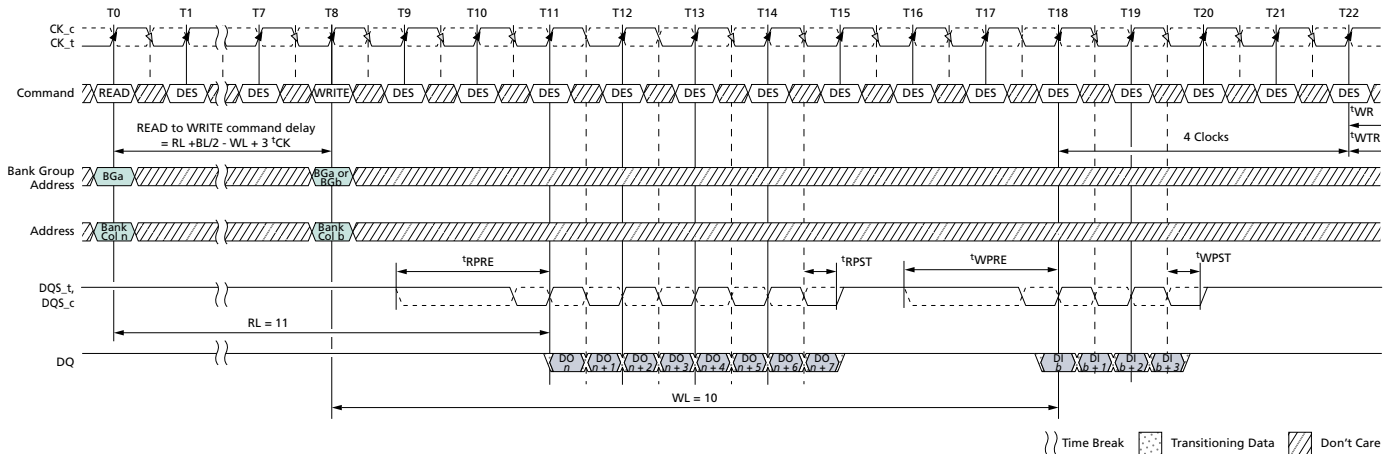 T0 T1 T7 T8 T9 T10 T11 T12 T13 T14 T15 T16 T17 T18 T19 T20 T21 T22
CK_c
CK_t
Command READ DES DES WRITE DES DES DES DES DES DES DES DES DES DES DES DES DES DES
tWR
READ to WRITE command delay
= RL +BL/2 - WL + 3 tCK
4 Clocks
tWTR
Bank Group
Address
BGa
BGa or
BGb
Address
Bank
Col n
Bank
Col b
tRPRE tRPST tWPRE tWPST
DQS_t,
DQS_c
RL = 11
DQ
DO
n
DO
n + 1
DO
n + 2
DO
n + 3
DO
n + 4
DO
n + 5
DO
n + 6
DO
n + 7
DI
b
DI
b + 1
DI
b + 2
DI
b + 3
WL = 10
Time Break Transitioning Data Don't Care